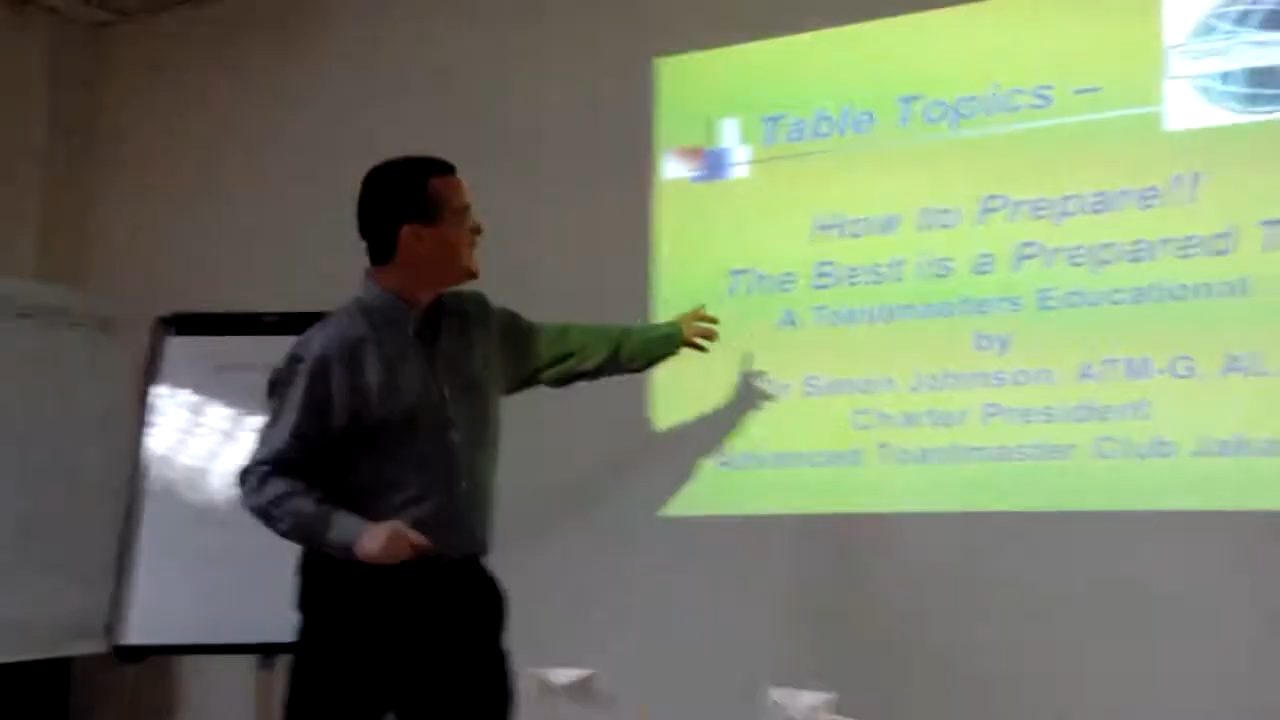 Table Topics –
How to Prepare!!
The Best is a Prepared
A Toastmasters Educational
by
Simon Johnson, ATM-G, AL
Charter President
Advanced Toastmaster Club